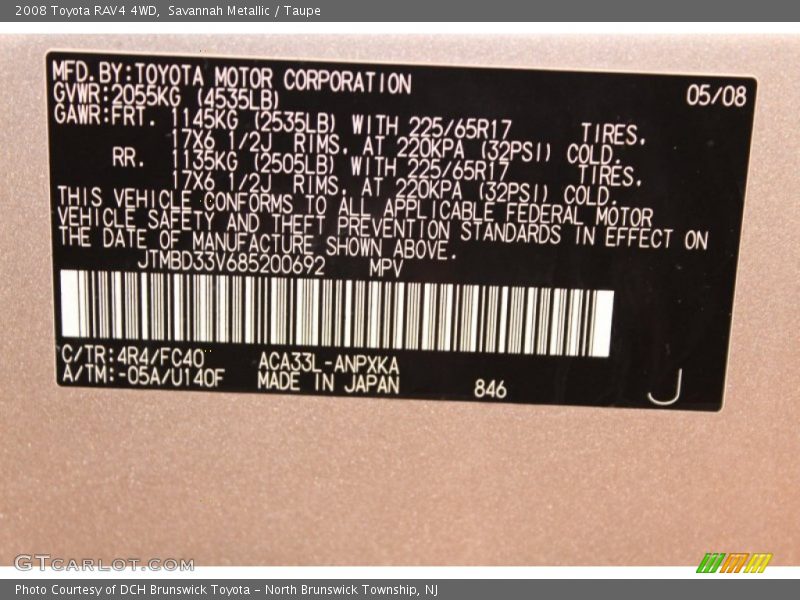 2008 Toyota RAV4 4WD,  Savannah Metallic / Taupe
MFD.BY:TOYOTA MOTOR CORPORATION 05/08
GVWR:2055KG (4535LB)
GAWR:FRT. 1145KG (2535LB) WITH 225/65R17 TIRES.
17X6 1/2J RIMS. AT 220KPA (32PSI) COLD.
RR. 1135KG (2505LB) WITH 225/65R17 TIRES.
17X6 1/2J RIMS. AT 220KPA (32PSI) COLD.
THIS VEHICLE CONFORMS TO ALL APPLICABLE FEDERAL MOTOR
VEHICLE SAFETY AND THEFT PREVENTION STANDARDS IN EFFECT ON
THE DATE OF MANUFACTURE SHOWN ABOVE.
JTMBD33V685200692 MPV
C/TR:4R4/FC40 ACA33L-ANPXKA
A/TM:-05A/U140F MADE IN JAPAN 846 J
GTCARLOT.COM
Photo Courtesy of DCH Brunswick Toyota - North Brunswick Township, NJ